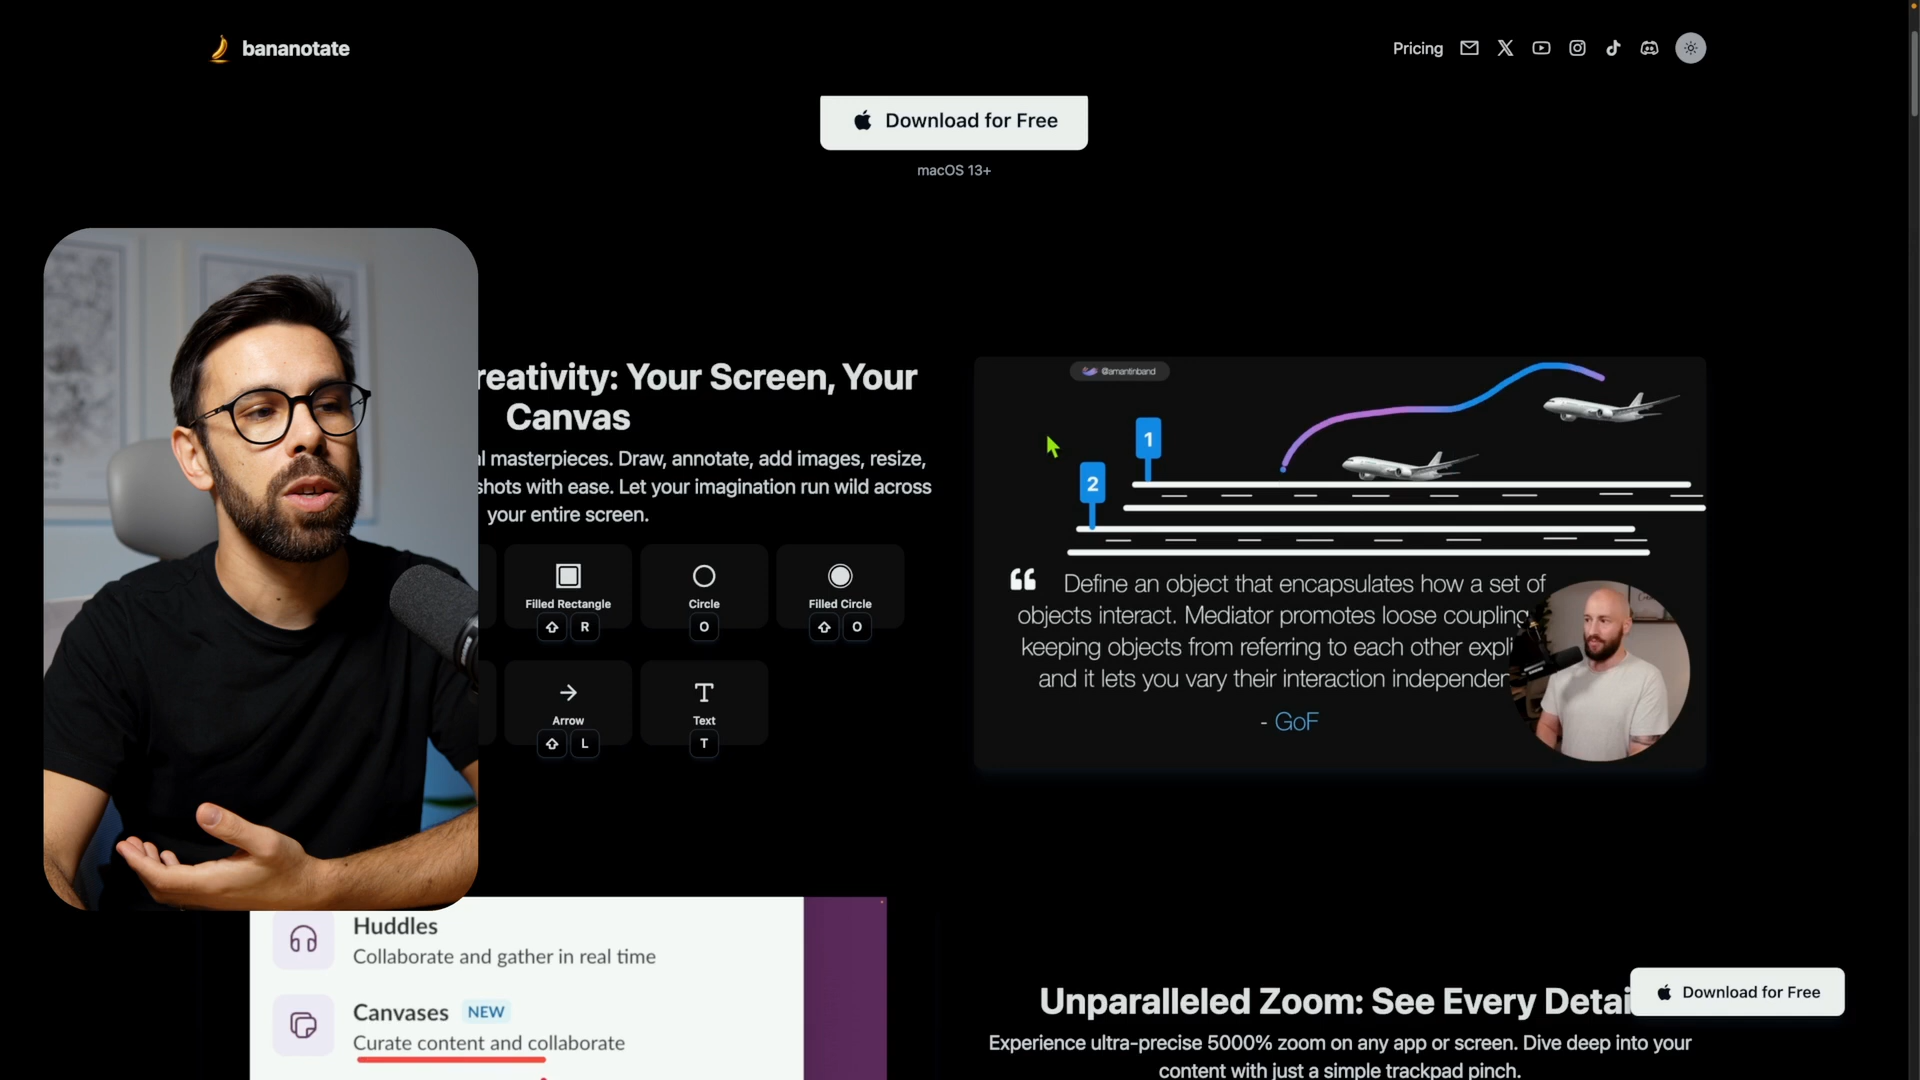 bananotate
Pricing
Download for Free
macOS 13+
reativity: Your Screen, Your
Canvas
masterpieces. Draw, annotate, add images, resize,
shots with ease. Let your imagination run wild across
your entire screen.
Filled Rectangle
R
Circle
O
Filled Circle
O
Arrow
L
Text
T
@amantinband
1
2
“ Define an object that encapsulates how a set of
objects interact. Mediator promotes loose coupling
keeping objects from referring to each other expli
and it lets you vary their interaction independen
- GoF
Huddles
Collaborate and gather in real time
Canvases NEW
Curate content and collaborate
Unparalleled Zoom: See Every Detai
Download for Free
Experience ultra-precise 5000% zoom on any app or screen. Dive deep into your
content with just a simple trackpad pinch.